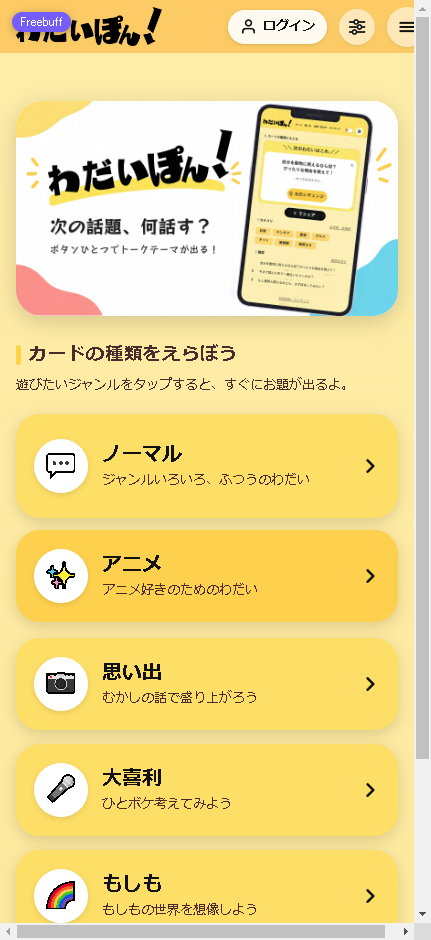 Freebuff
わだいぽん!
ログイン
わだいぽん!
次の話題、何話す?
ボタンひとつでトークテーマが出る!
わだいぽん!
カードの種類をえらぼう
遊びたいジャンルをタップすると、すぐにお題が出るよ。
ノーマル
ジャンルいろいろ、ふつうのわだい
アニメ
アニメ好きのためのわだい
思い出
むかしの話で盛り上がろう
大喜利
ひとボケ考えてみよう
もしも
もしもの世界を想像しよう